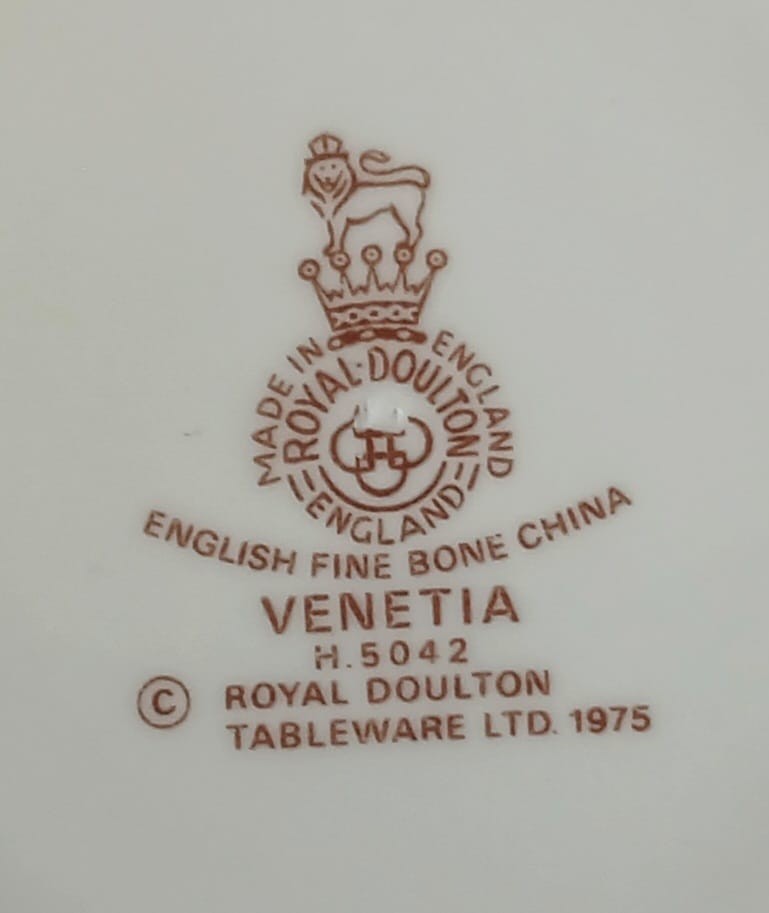 MADE IN ENGLAND
ROYAL·DOULTON
ENGLAND
ENGLISH FINE BONE CHINA
VENETIA
H.5042
© ROYAL DOULTON
TABLEWARE LTD. 1975